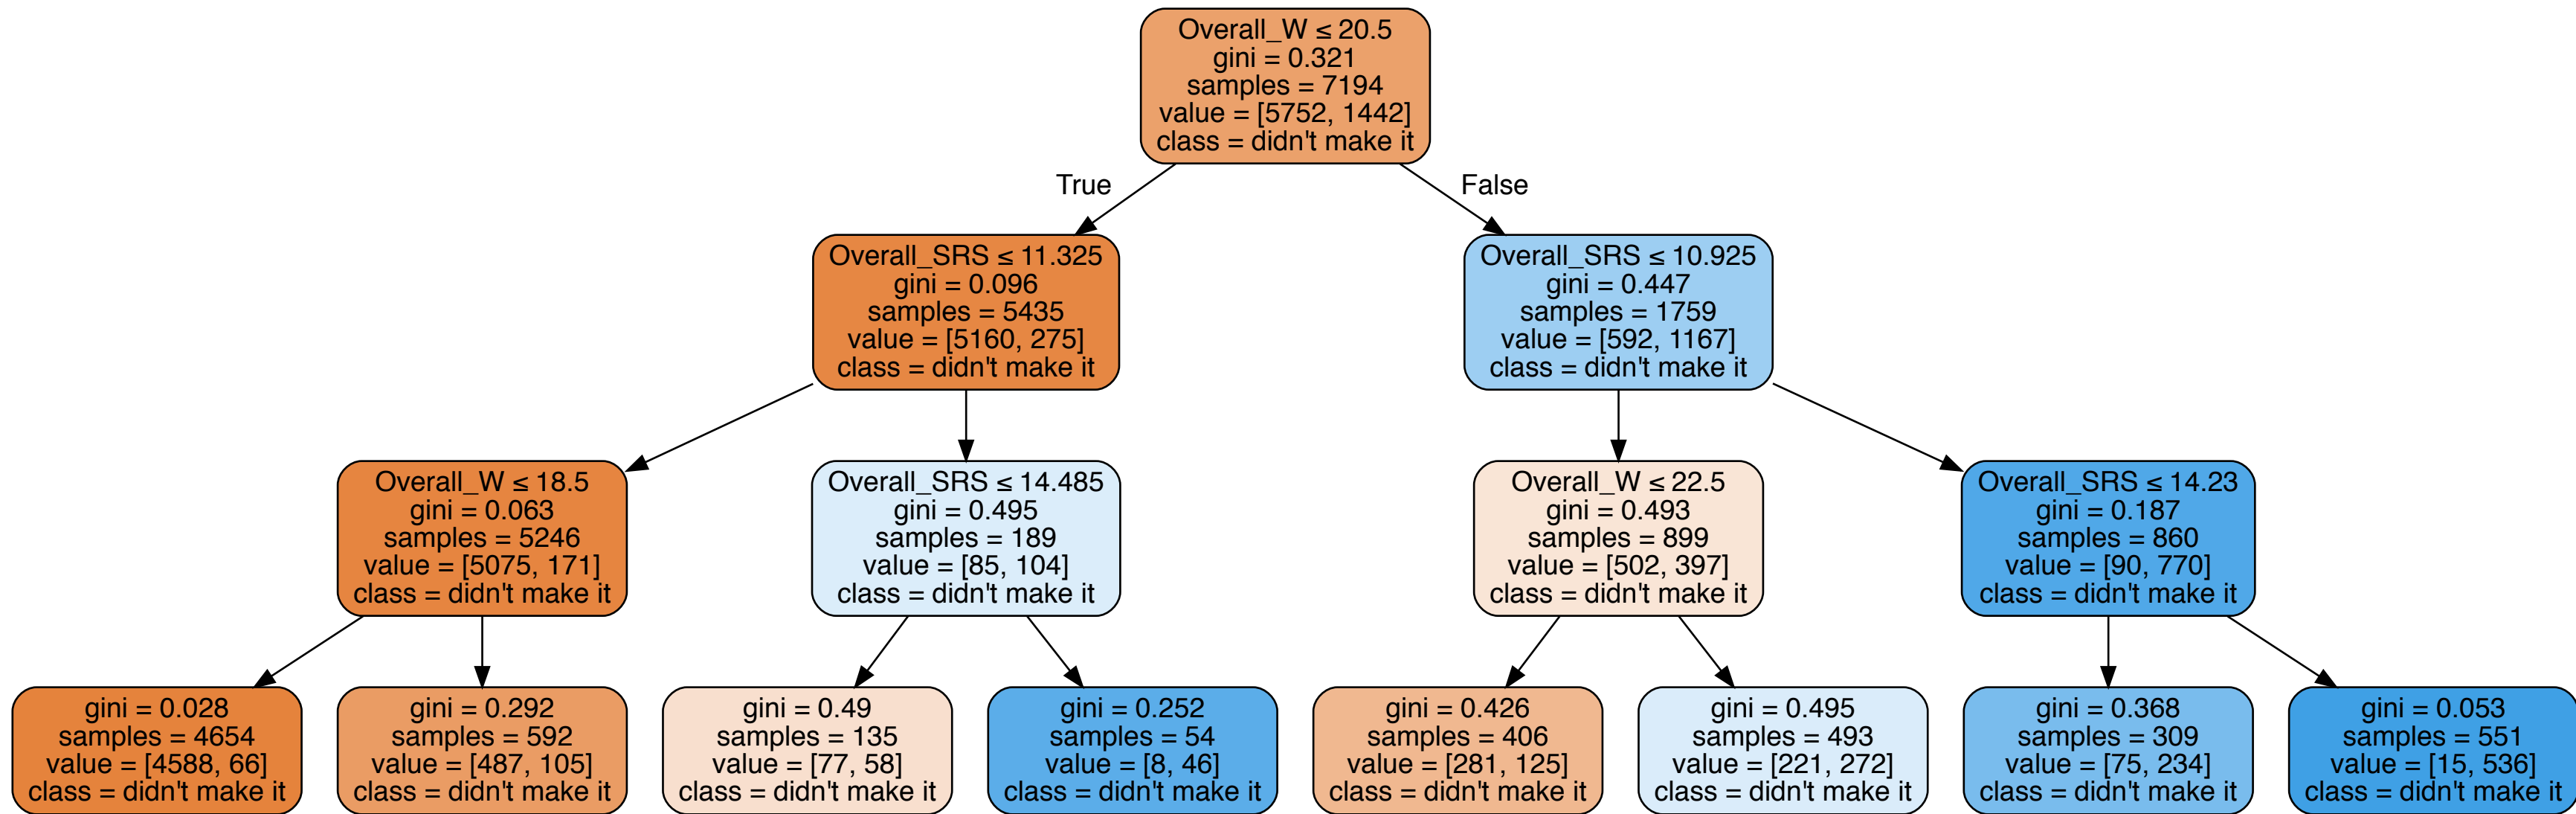 Overall_W ≤ 20.5
gini = 0.321
samples = 7194
value = [5752, 1442]
class = didn't make it
True
False
Overall_SRS ≤ 11.325
gini = 0.096
samples = 5435
value = [5160, 275]
class = didn't make it
Overall_SRS ≤ 10.925
gini = 0.447
samples = 1759
value = [592, 1167]
class = didn't make it
Overall_W ≤ 18.5
gini = 0.063
samples = 5246
value = [5075, 171]
class = didn't make it
Overall_SRS ≤ 14.485
gini = 0.495
samples = 189
value = [85, 104]
class = didn't make it
Overall_W ≤ 22.5
gini = 0.493
samples = 899
value = [502, 397]
class = didn't make it
Overall_SRS ≤ 14.23
gini = 0.187
samples = 860
value = [90, 770]
class = didn't make it
gini = 0.028
samples = 4654
value = [4588, 66]
class = didn't make it
gini = 0.292
samples = 592
value = [487, 105]
class = didn't make it
gini = 0.49
samples = 135
value = [77, 58]
class = didn't make it
gini = 0.252
samples = 54
value = [8, 46]
class = didn't make it
gini = 0.426
samples = 406
value = [281, 125]
class = didn't make it
gini = 0.495
samples = 493
value = [221, 272]
class = didn't make it
gini = 0.368
samples = 309
value = [75, 234]
class = didn't make it
gini = 0.053
samples = 551
value = [15, 536]
class = didn't make it